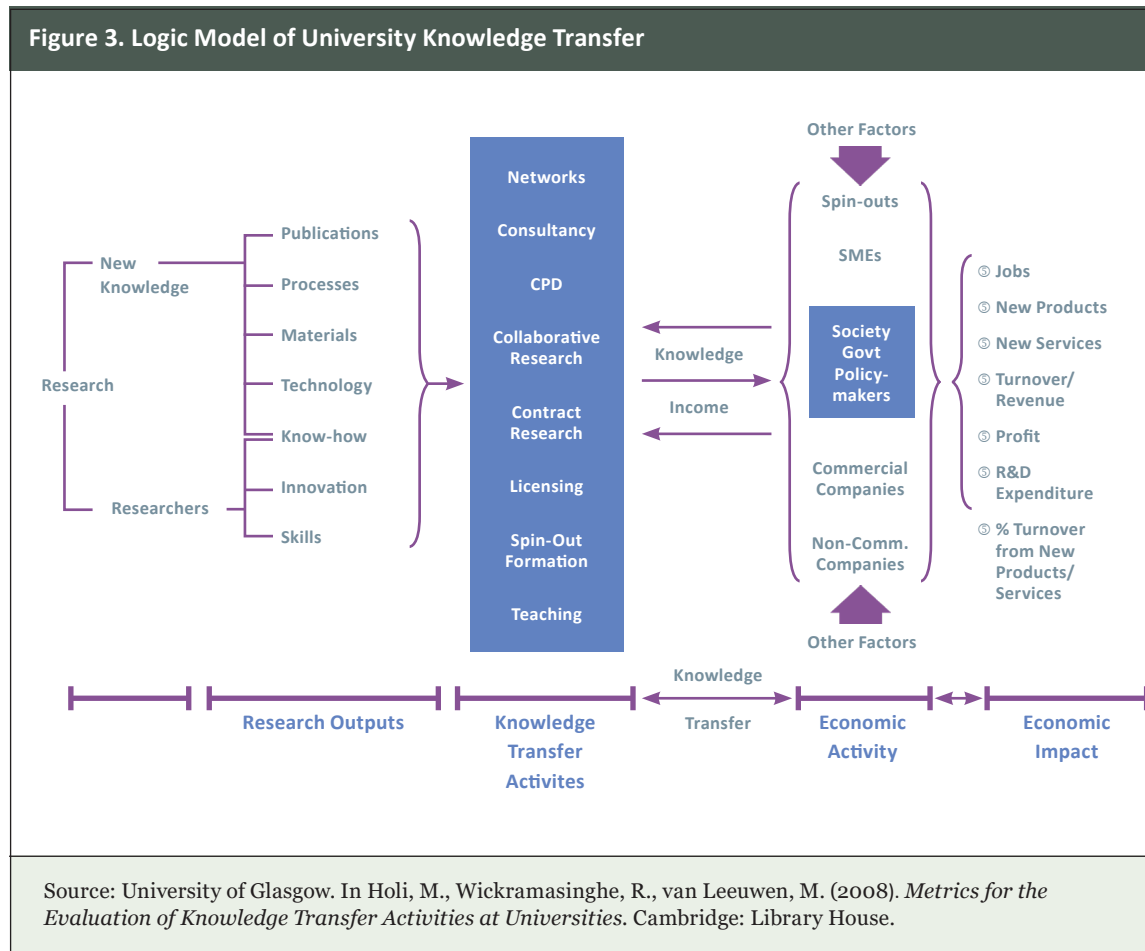 Figure 3. Logic Model of University Knowledge Transfer
Research
New
Knowledge
Researchers
Publications
Processes
Materials
Technology
Know-how
Innovation
Skills
Networks
Consultancy
CPD
Collaborative
Research
Contract
Research
Licensing
Spin-Out
Formation
Teaching
Knowledge
Income
Other Factors
Spin-outs
SMEs
Society
Govt
Policy-
makers
Commercial
Companies
Non-Comm.
Companies
Other Factors
Ⓢ Jobs
Ⓢ New Products
Ⓢ New Services
Ⓢ Turnover/
Revenue
Ⓢ Profit
Ⓢ R&D
Expenditure
Ⓢ % Turnover
from New
Products/
Services
Research Outputs
Knowledge
Transfer
Activites
Knowledge
Transfer
Economic
Activity
Economic
Impact
Source: University of Glasgow. In Holi, M., Wickramasinghe, R., van Leeuwen, M. (2008). Metrics for the
Evaluation of Knowledge Transfer Activities at Universities. Cambridge: Library House.